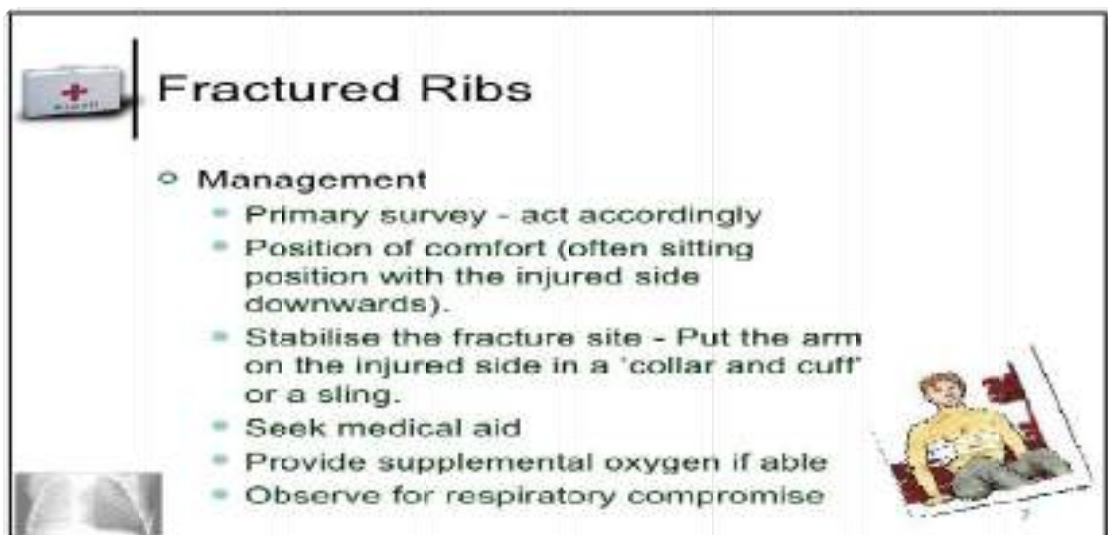 Fractured Ribs
Management
Primary survey - act accordingly
Position of comfort (often sitting
position with the injured side
downwards).
Stabilise the fracture site - Put the arm
on the injured side in a 'collar and cuff'
or a sling.
Seek medical aid
Provide supplemental oxygen if able
Observe for respiratory compromise
7